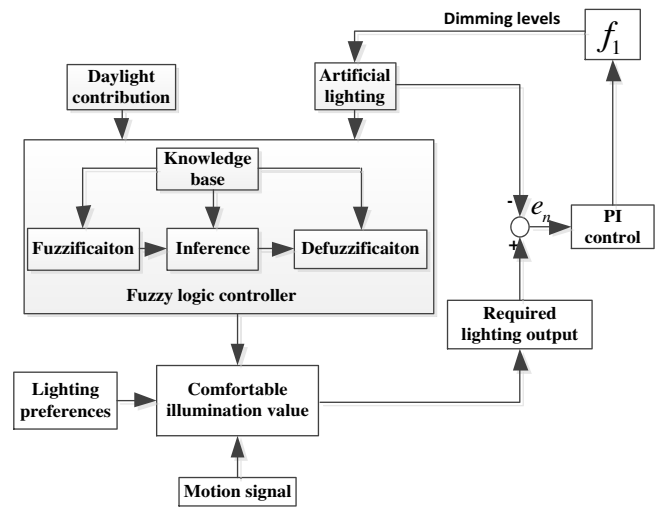 Dimming levels
f1
Daylight
contribution
Artificial
lighting
Knowledge
base
Fuzzificaiton
Inference
Defuzzificaiton
Fuzzy logic controller
-
+
en
PI
control
Required
lighting output
Lighting
preferences
Comfortable
illumination value
Motion signal